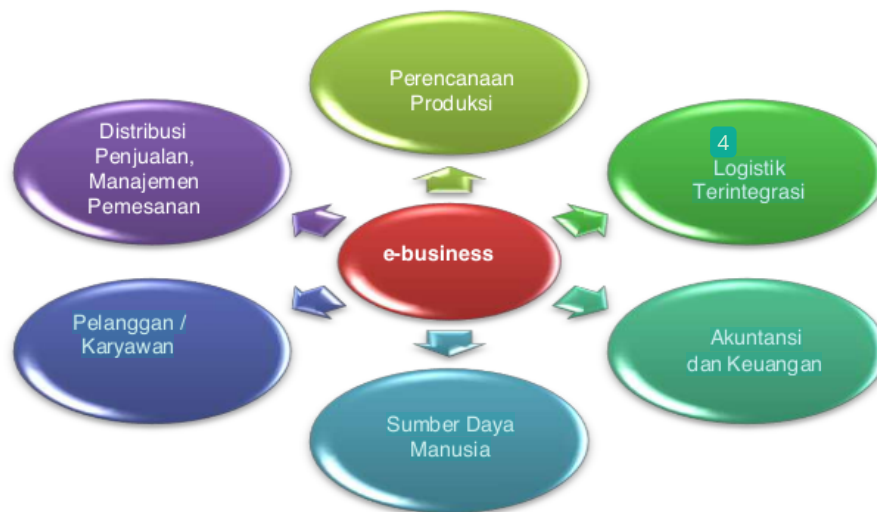 Perencanaan
Produksi
Distribusi
Penjualan,
Manajemen
Pemesanan
4
Logistik
Terintegrasi
e-business
Pelanggan /
Karyawan
Akuntansi
dan Keuangan
Sumber Daya
Manusia